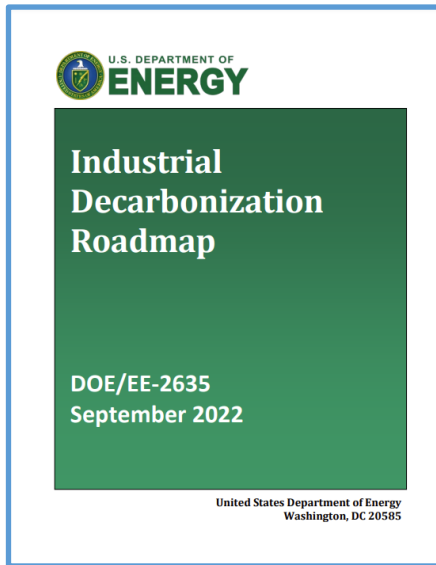 U.S. DEPARTMENT OF
ENERGY
Industrial
Decarbonization
Roadmap
DOE/EE-2635
September 2022
United States Department of Energy
Washington, DC 20585